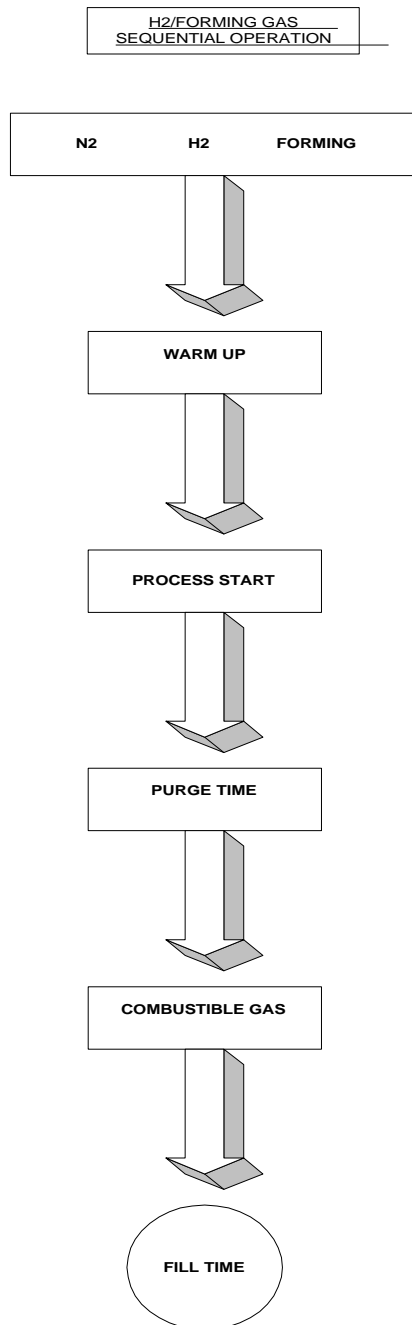 H2/FORMING GAS
SEQUENTIAL OPERATION
N2 H2 FORMING
WARM UP
PROCESS START
PURGE TIME
COMBUSTIBLE GAS
FILL TIME